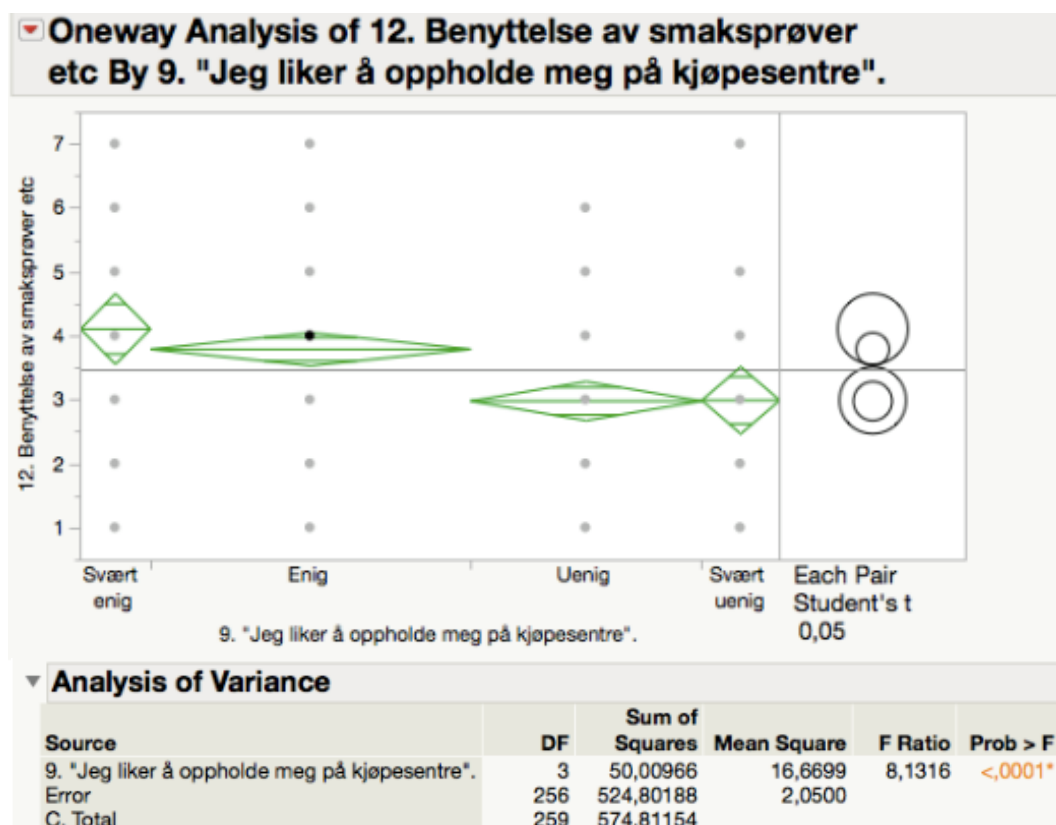 Oneway Analysis of 12. Benyttelse av smaksprøver
etc By 9. "Jeg liker å oppholde meg på kjøpesentre".
12. Benyttelse av smaksprøver etc
7
6
5
4
3
2
1
Svært enig
Enig
Uenig
Svært uenig
9. "Jeg liker å oppholde meg på kjøpesentre".
Each Pair
Student's t
0,05
Analysis of Variance
Source DF Sum of Squares Mean Square F Ratio Prob > F
9. "Jeg liker å oppholde meg på kjøpesentre". 3 50,00966 16,6699 8,1316 <,0001*
Error 256 524,80188 2,0500
C. Total 259 574,81154